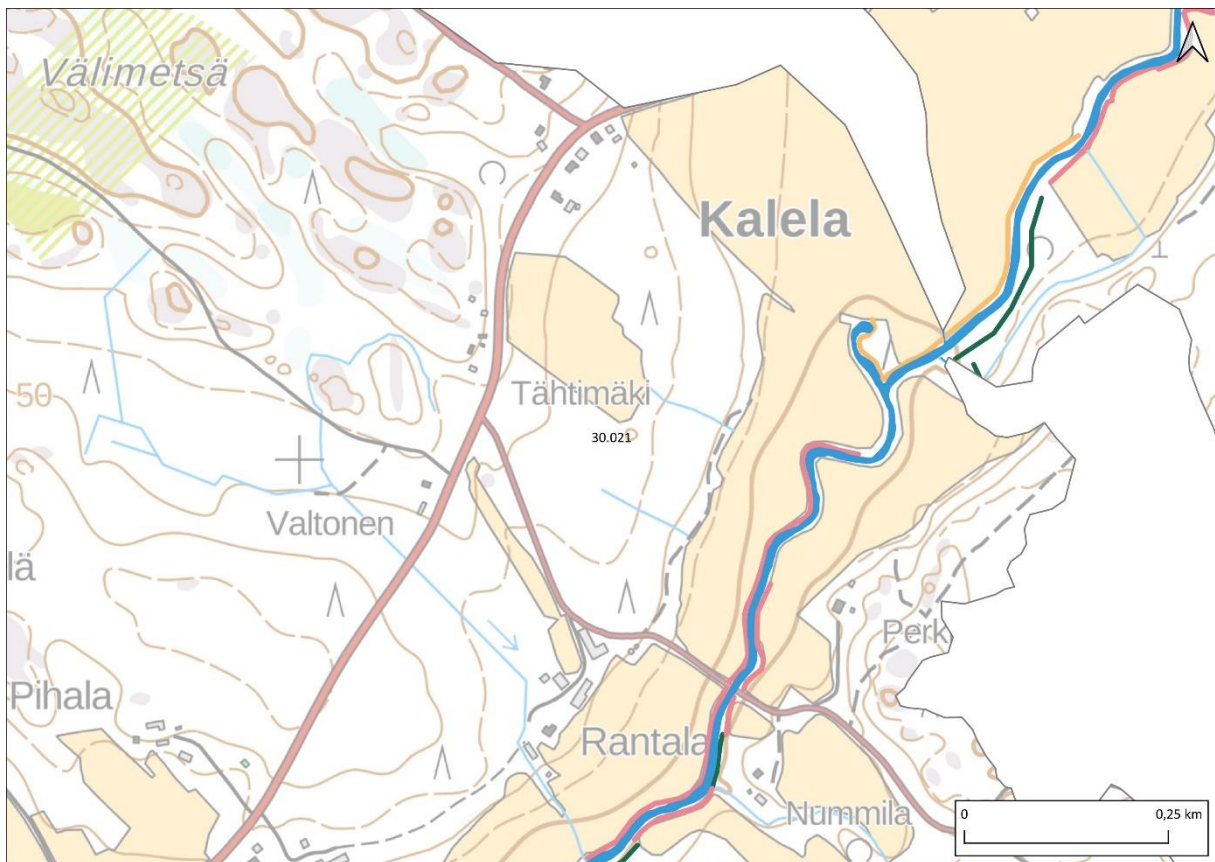 Välimetsä
Kalela
50
Tähtimäki
30.021
Valtonen
lä
Perk
Pihala
Rantala
Nummila
0
0,25 km